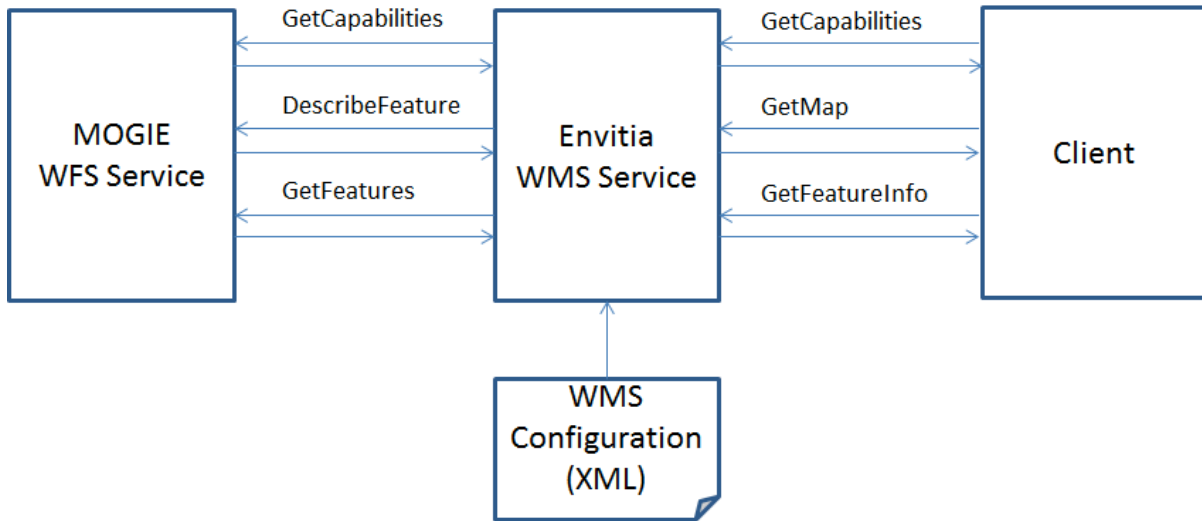 GetCapabilities
GetCapabilities
DescribeFeature
GetMap
MOGIE
WFS Service
Envitia
WMS Service
Client
GetFeatures
GetFeatureInfo
WMS
Configuration
(XML)